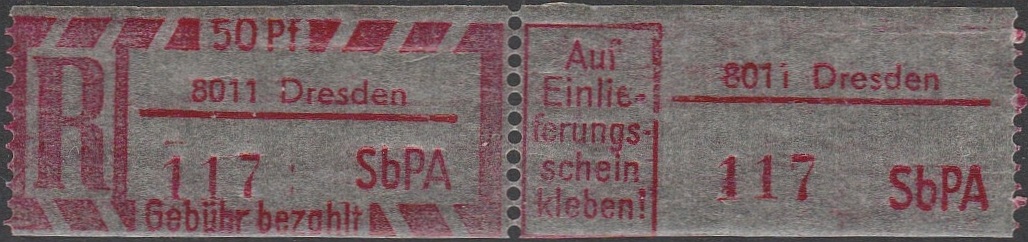 50 Pf
R
8011 Dresden
117 SbPA
Gebühr bezahlt
Auf
Einlie-
ferungs-
schein
kleben!
8011 Dresden
117 SbPA